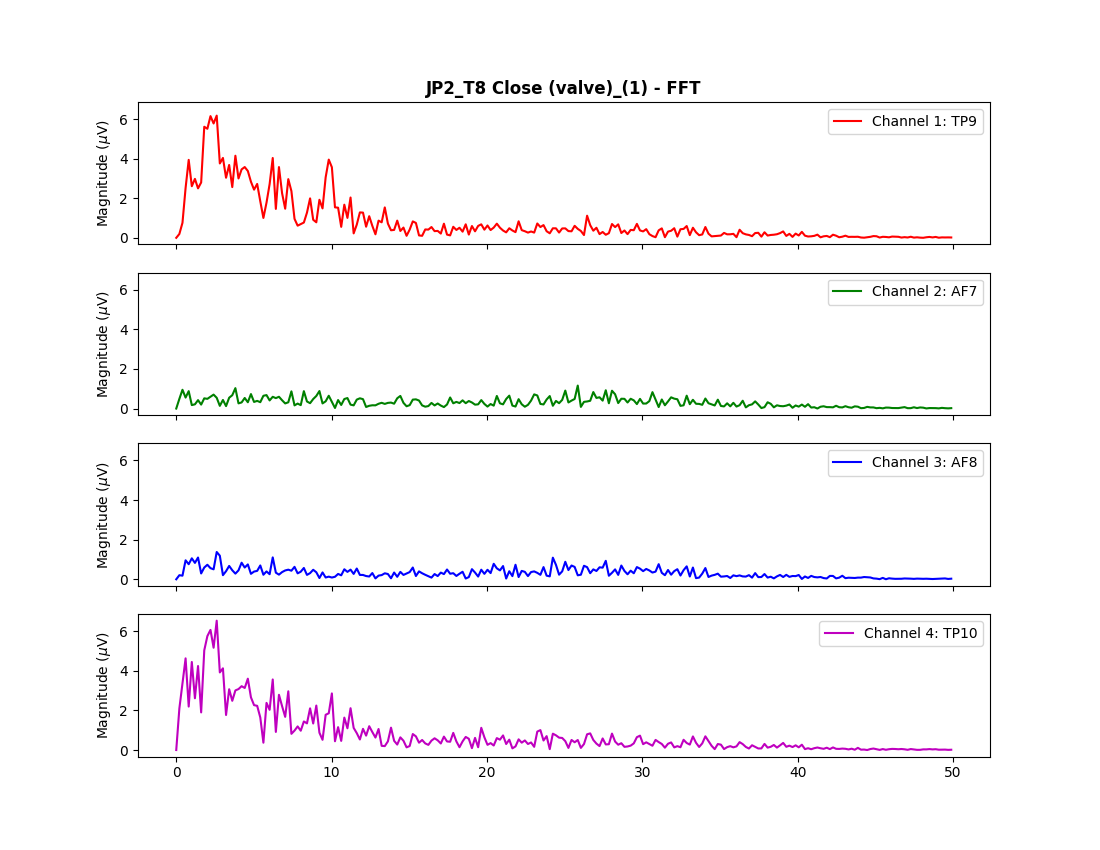 JP2_T8 Close (valve)_(1) - FFT
Magnitude (μV)
6
4
2
0
Channel 1: TP9
Magnitude (μV)
6
4
2
0
Channel 2: AF7
Magnitude (μV)
6
4
2
0
Channel 3: AF8
Magnitude (μV)
6
4
2
0
Channel 4: TP10
0 10 20 30 40 50